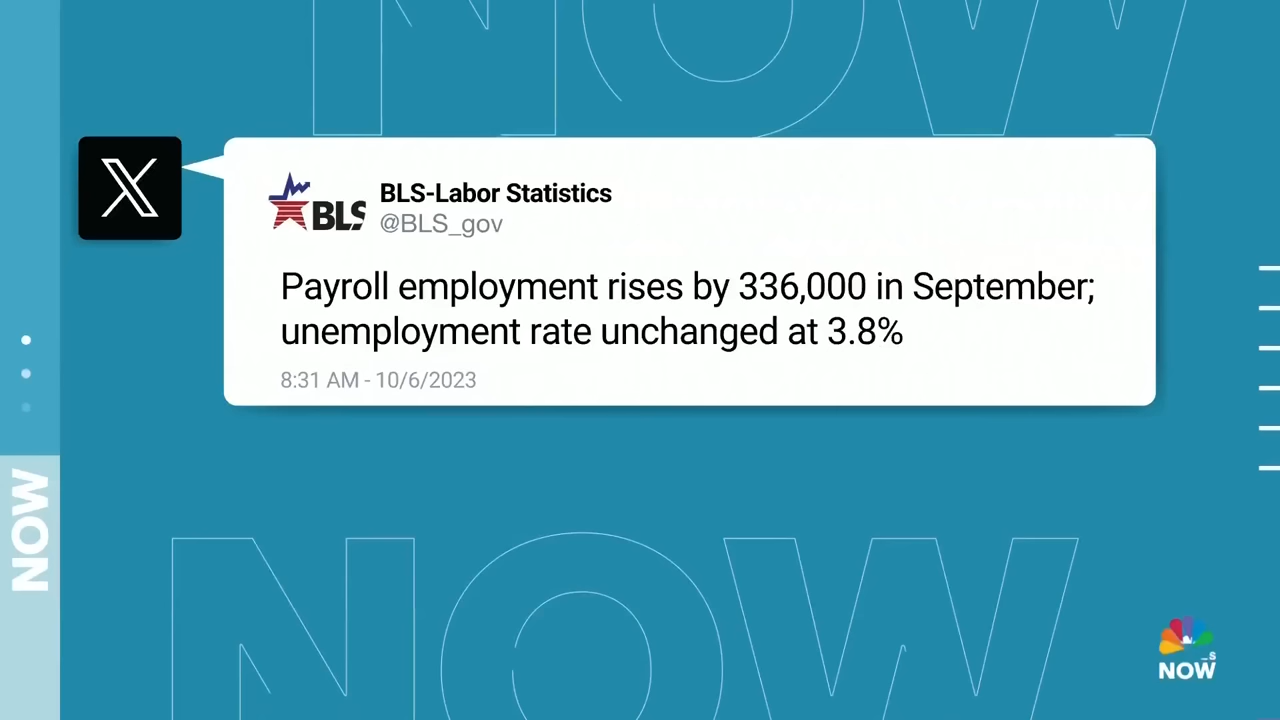 NOW
X
BLS
BLS-Labor Statistics
@BLS_gov
Payroll employment rises by 336,000 in September;
unemployment rate unchanged at 3.8%
8:31 AM - 10/6/2023
NOW
NOW
S
NOW